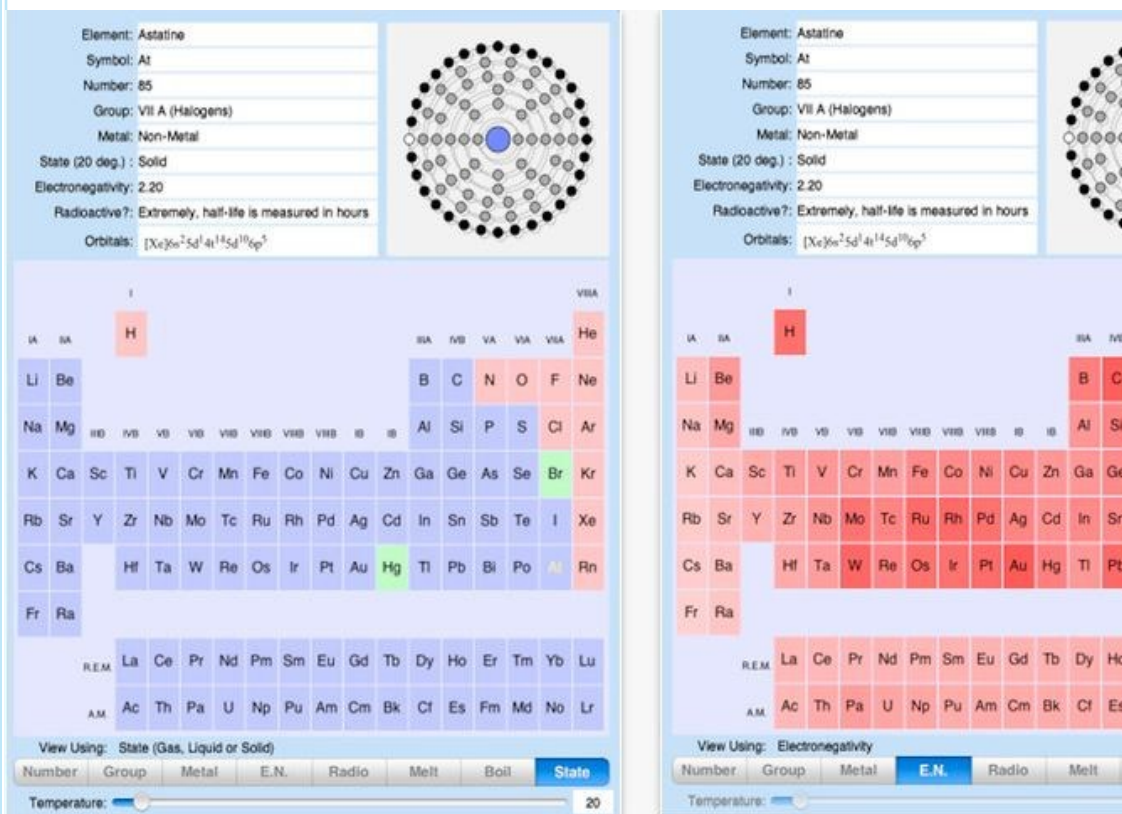 Element: Astatine
Symbol: At
Number: 85
Group: VII A (Halogens)
Metal: Non-Metal
State (20 deg.) : Solid
Electronegativity: 2.20
Radioactive?: Extremely, half-life is measured in hours
Orbitals: [Xe]6s²5d¹4f¹⁴5d¹⁰6p⁵
I VIIIA
H He
IA IIA IIIA IVB VA VIA VIIA
Li Be B C N O F Ne
Na Mg IIIB IVB VB VIB VIIB VIIIB VIIIB VIIIB IB IB Al Si P S Cl Ar
K Ca Sc Ti V Cr Mn Fe Co Ni Cu Zn Ga Ge As Se Br Kr
Rb Sr Y Zr Nb Mo Tc Ru Rh Pd Ag Cd In Sn Sb Te I Xe
Cs Ba Hf Ta W Re Os Ir Pt Au Hg Tl Pb Bi Po At Rn
Fr Ra
R.E.M. La Ce Pr Nd Pm Sm Eu Gd Tb Dy Ho Er Tm Yb Lu
A.M. Ac Th Pa U Np Pu Am Cm Bk Cf Es Fm Md No Lr
View Using: State (Gas, Liquid or Solid)
Number Group Metal E.N. Radio Melt Boil State
Temperature: 20
Element: Astatine
Symbol: At
Number: 85
Group: VII A (Halogens)
Metal: Non-Metal
State (20 deg.) : Solid
Electronegativity: 2.20
Radioactive?: Extremely, half-life is measured in hours
Orbitals: [Xe]6s²5d¹4f¹⁴5d¹⁰6p⁵
I
H
IA IIA IIIA
Li Be B C
Na Mg IIIB IVB VB VIB VIIB VIIIB VIIIB VIIIB IB IB Al Si
K Ca Sc Ti V Cr Mn Fe Co Ni Cu Zn Ga Ge
Rb Sr Y Zr Nb Mo Tc Ru Rh Pd Ag Cd In Sn
Cs Ba Hf Ta W Re Os Ir Pt Au Hg Tl Pb
Fr Ra
R.E.M. La Ce Pr Nd Pm Sm Eu Gd Tb Dy Ho
A.M. Ac Th Pa U Np Pu Am Cm Bk Cf Es
View Using: Electronegativity
Number Group Metal E.N. Radio Melt
Temperature: